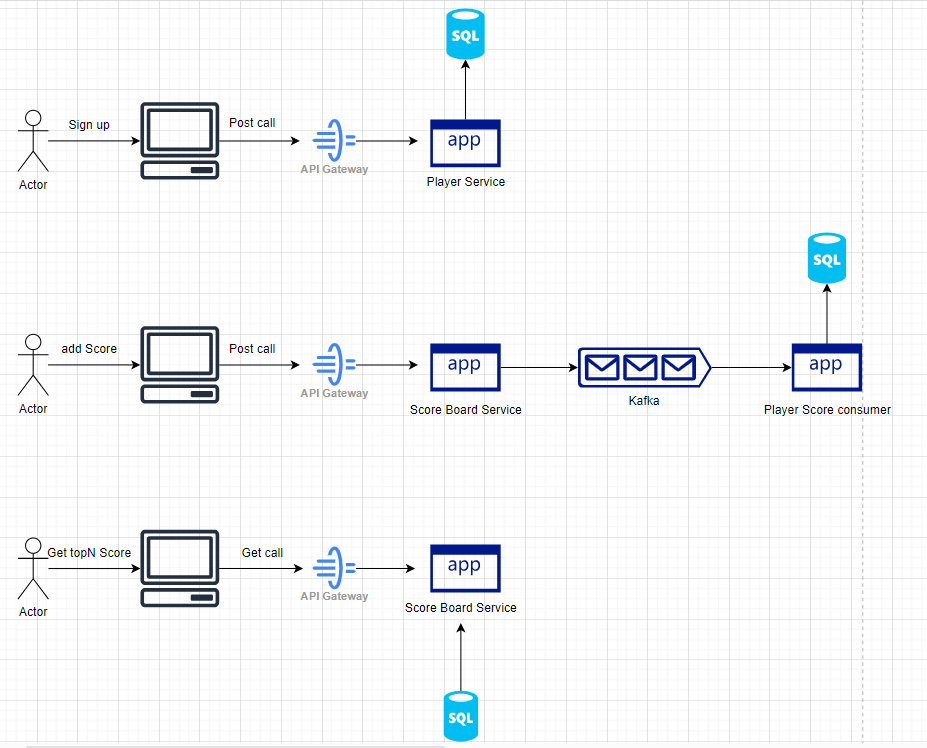 SQL
Sign up
Post call
app
API Gateway
Actor
Player Service
SQL
add Score
Post call
app
app
API Gateway
Kafka
Actor
Score Board Service
Player Score consumer
Get topN Score
Get call
app
API Gateway
Actor
Score Board Service
SQL